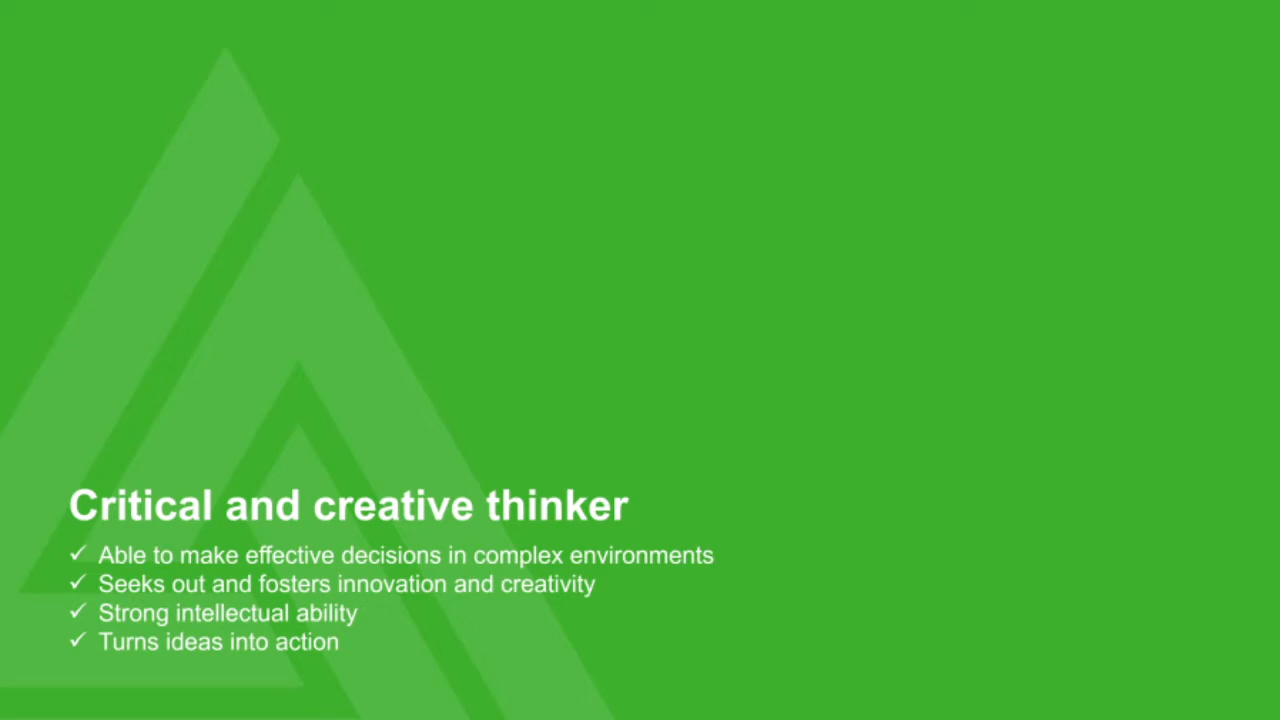 Critical and creative thinker
✓ Able to make effective decisions in complex environments
✓ Seeks out and fosters innovation and creativity
✓ Strong intellectual ability
✓ Turns ideas into action